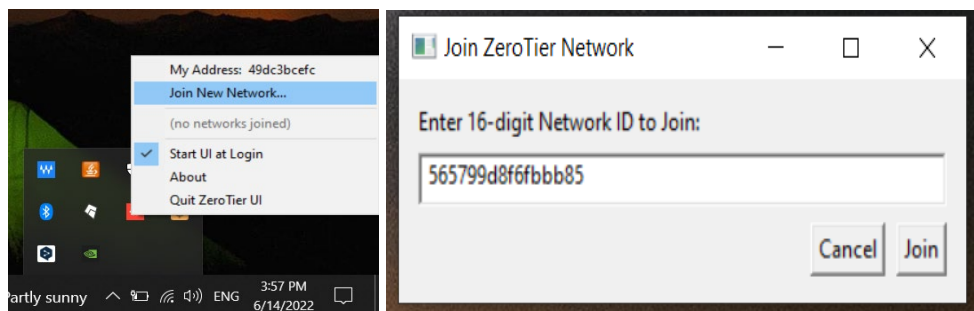 My Address: 49dc3bcefc
Join New Network...
(no networks joined)
Start UI at Login
About
Quit ZeroTier UI
Partly sunny
ENG
3:57 PM
6/14/2022
Join ZeroTier Network
Enter 16-digit Network ID to Join:
565799d8f6fbbb85
Cancel Join